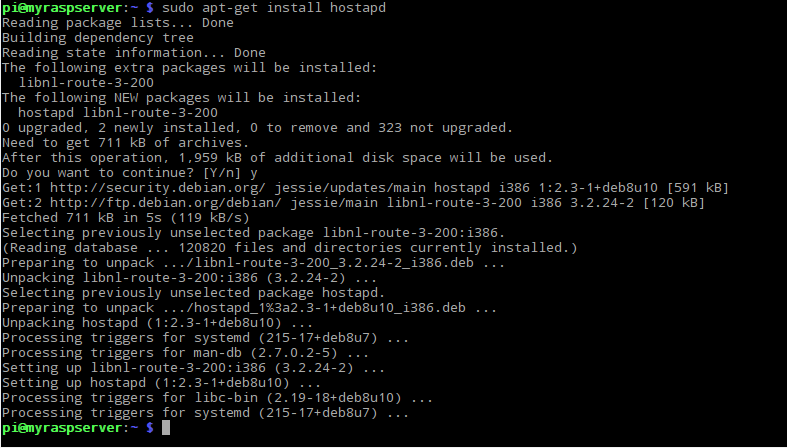 pi@myraspserver:~ $ sudo apt-get install hostapd
Reading package lists... Done
Building dependency tree
Reading state information... Done
The following extra packages will be installed:
  libnl-route-3-200
The following NEW packages will be installed:
  hostapd libnl-route-3-200
0 upgraded, 2 newly installed, 0 to remove and 323 not upgraded.
Need to get 711 kB of archives.
After this operation, 1,959 kB of additional disk space will be used.
Do you want to continue? [Y/n] y
Get:1 http://security.debian.org/ jessie/updates/main hostapd i386 1:2.3-1+deb8u10 [591 kB]
Get:2 http://ftp.debian.org/debian/ jessie/main libnl-route-3-200 i386 3.2.24-2 [120 kB]
Fetched 711 kB in 5s (119 kB/s)
Selecting previously unselected package libnl-route-3-200:i386.
(Reading database ... 120820 files and directories currently installed.)
Preparing to unpack .../libnl-route-3-200_3.2.24-2_i386.deb ...
Unpacking libnl-route-3-200:i386 (3.2.24-2) ...
Selecting previously unselected package hostapd.
Preparing to unpack .../hostapd_1%3a2.3-1+deb8u10_i386.deb ...
Unpacking hostapd (1:2.3-1+deb8u10) ...
Processing triggers for systemd (215-17+deb8u7) ...
Processing triggers for man-db (2.7.0.2-5) ...
Setting up libnl-route-3-200:i386 (3.2.24-2) ...
Setting up hostapd (1:2.3-1+deb8u10) ...
Processing triggers for libc-bin (2.19-18+deb8u10) ...
Processing triggers for systemd (215-17+deb8u7) ...
pi@myraspserver:~ $